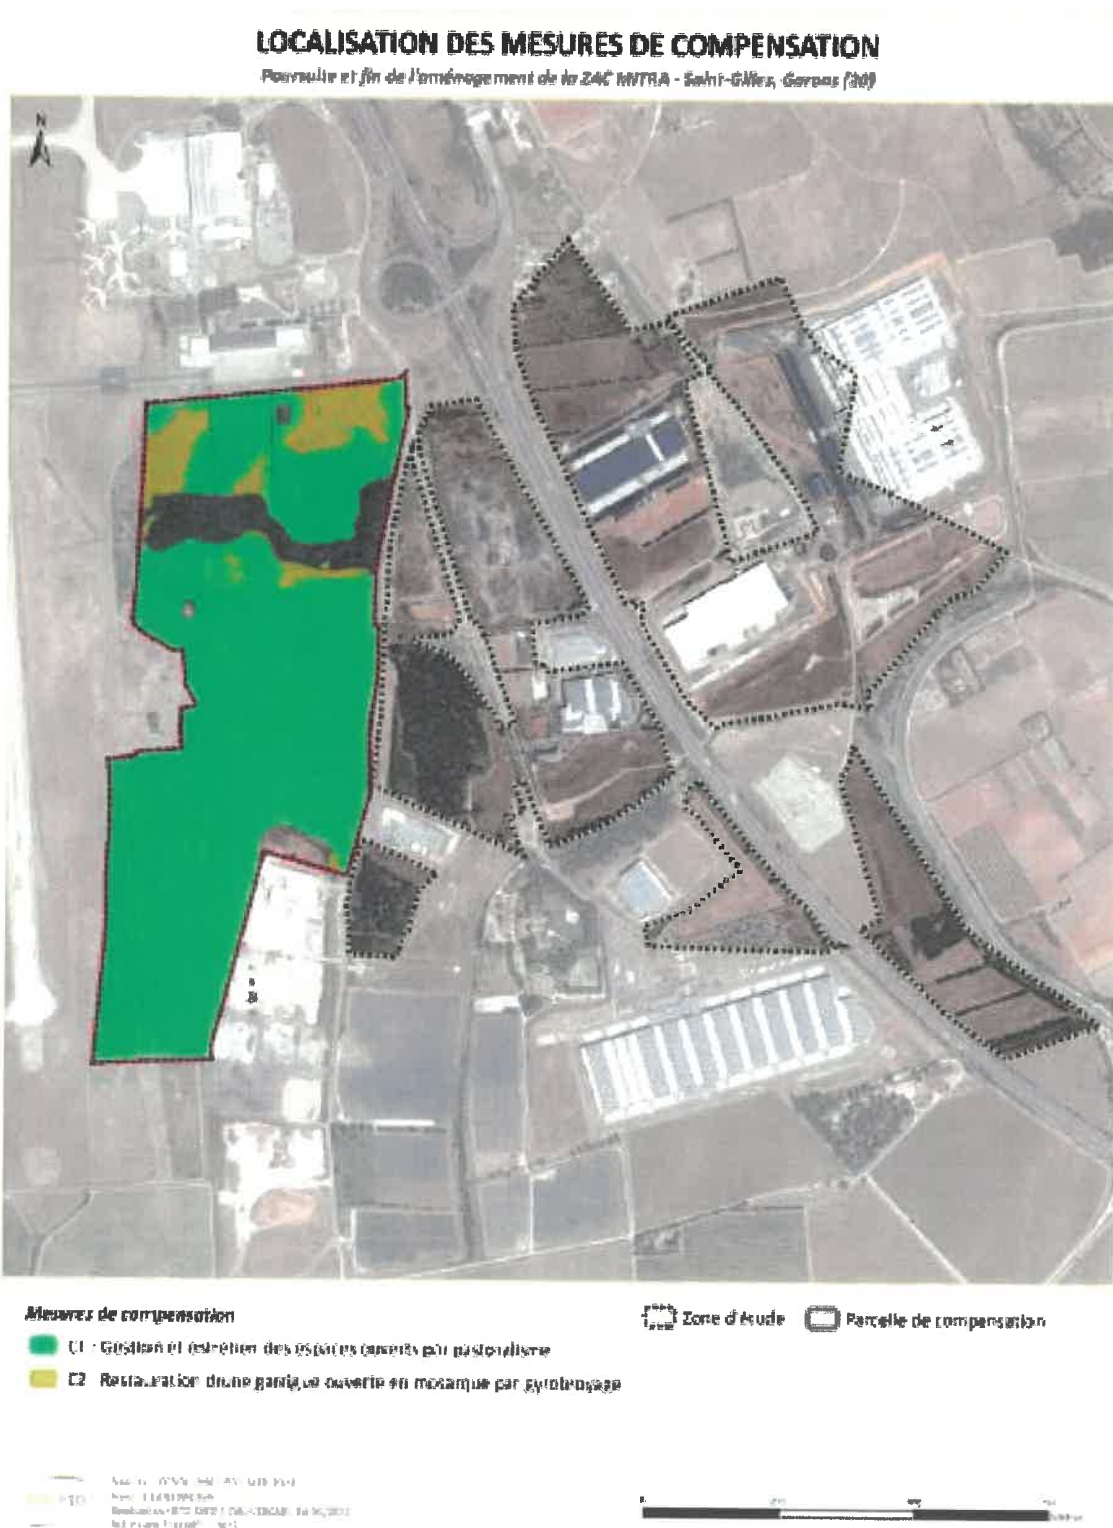 LOCALISATION DES MESURES DE COMPENSATION
Poursuite et fin de l'aménagement de la ZAC MITRA - Saint-Gilles, Garons (30)
N
Mesures de compensation
Zone d'étude
Parcelle de compensation
C1 : Gestion et entretien des espaces ouverts par pastoralisme
C2 Restauration d'une garrigue ouverte en mosaïque par gyrobroyage
0